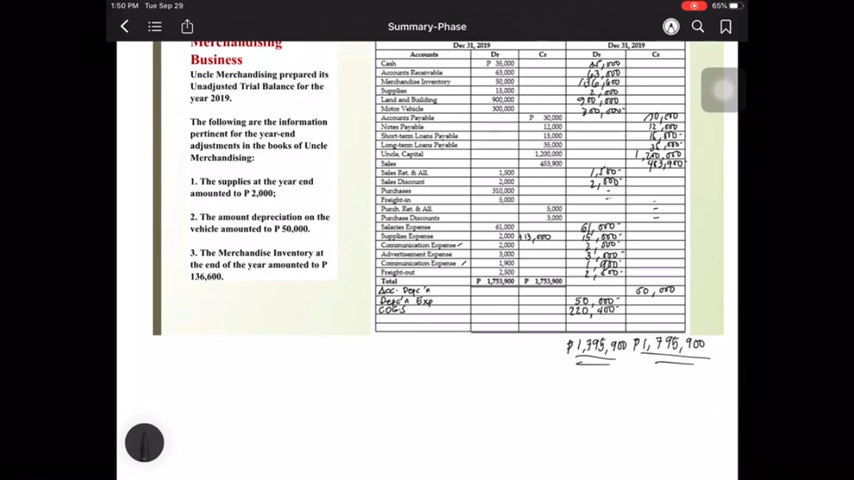 1:50 PM Tue Sep 29
65%
Summary-Phase
Merchandising
Business
Uncle Merchandising prepared its
Unadjusted Trial Balance for the
year 2019.
The following are the information
pertinent for the year-end
adjustments in the books of Uncle
Merchandising:
1. The supplies at the year end
amounted to P 2,000;
2. The amount depreciation on the
vehicle amounted to P 50,000.
3. The Merchandise Inventory at
the end of the year amounted to P
136,600.
Dec 31, 2019 Dec 31, 2019
Accounts Dr Cr Dr Cr
Cash P 35,000 35,000
Accounts Receivable 63,000 63,000
Merchandise Inventory 50,000 136,600
Supplies 15,000 2,000
Land and Building 900,000 900,000
Motor Vehicle 300,000 300,000-
Accounts Payable P 30,000 30,000
Notes Payable 12,000 12,000
Short-term Loans Payable 15,000 15,000-
Long-term Loans Payable 35,000 35,000-
Uncle, Capital 1,200,000 1,200,000
Sales 453,900 453,900
Sales Ret. & All. 1,500 1,500-
Sales Discount 2,000 2,000-
Purchases 310,000 -
Freight-in 5,000 -
Purch. Ret. & All. 5,000 -
Purchase Discounts 3,000 -
Salaries Expense 61,000 61,000-
Supplies Expense 2,000 +13,000 15,000-
Communication Expense 2,000 2,000-
Advertisement Expense 3,000 3,000-
Communication Expense 1,900 1,900-
Freight-out 2,500 2,500-
Total P 1,753,900 P 1,753,900
Acc. Depc'n 50,000
Depc'n Exp 50,000-
COGS 220,400-
P1,795,900 P1,795,900